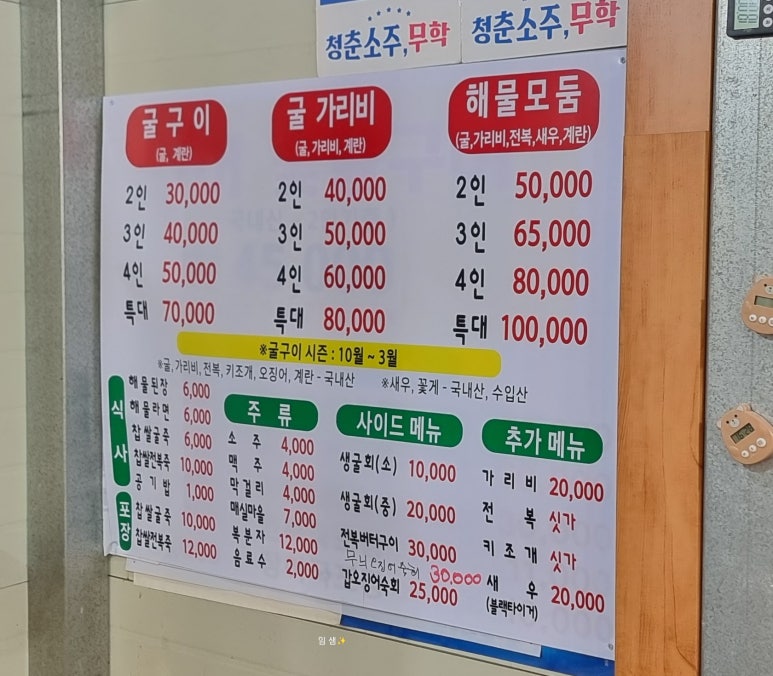 청춘소주,무학 청춘소주,무학
굴구이
(굴, 계란)
2인 30,000
3인 40,000
4인 50,000
특대 70,000
굴 가리비
(굴,가리비,계란)
2인 40,000
3인 50,000
4인 60,000
특대 80,000
해물모둠
(굴,가리비,전복,새우,계란)
2인 50,000
3인 65,000
4인 80,000
특대 100,000
※굴구이 시즌 : 10월 ~ 3월
※굴, 가리비, 전복, 키조개, 오징어, 계란 - 국내산 ※새우, 꽃게 - 국내산, 수입산
식사
해물된장 6,000
해물라면 6,000
찹쌀굴죽 6,000
찹쌀전복죽 10,000
공기밥 1,000
포장
찹쌀굴죽 10,000
찹쌀전복죽 12,000
주류
소주 4,000
맥주 4,000
막걸리 4,000
매실마을 7,000
복분자 12,000
음료수 2,000
사이드 메뉴
생굴회(소) 10,000
생굴회(중) 20,000
전복버터구이 30,000
무늬오징어숙회 30,000
갑오징어숙회 25,000
추가 메뉴
가리비 20,000
전복 싯가
키조개 싯가
새우 20,000
(블랙타이거)
임샘✨